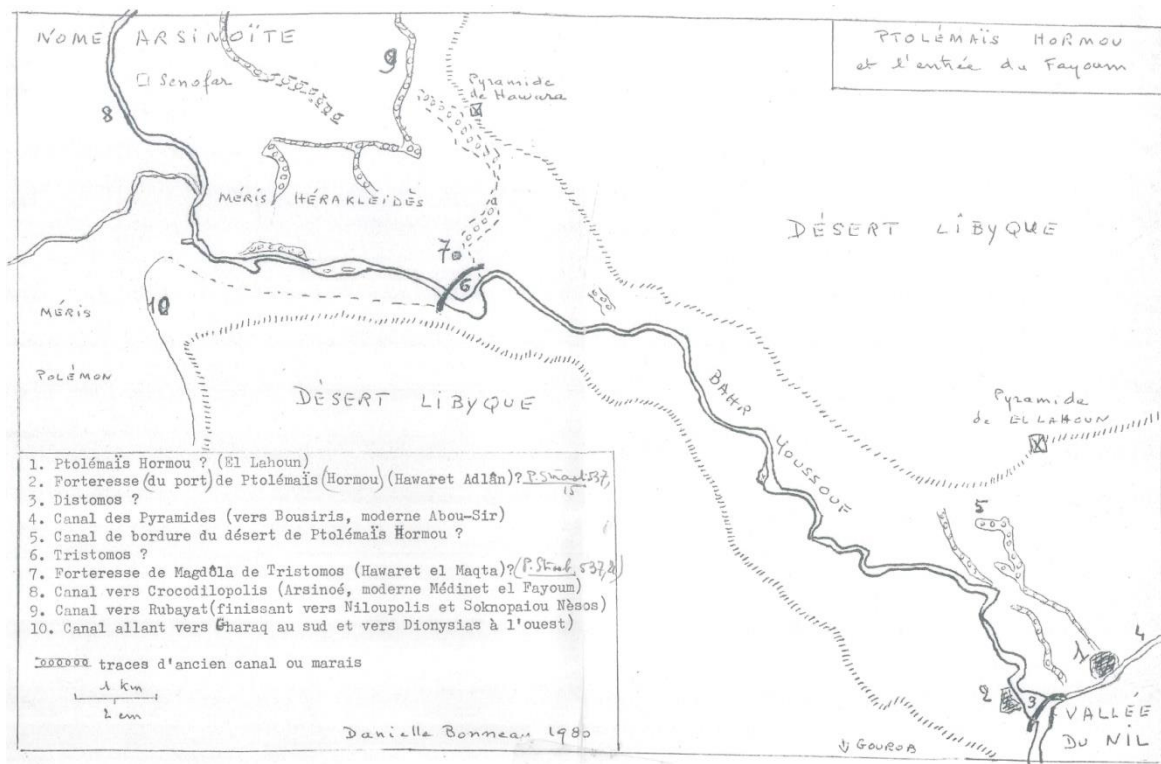 PTOLÉMAÏS HORMOU
et l'entrée du Fayoum
NOME ARSINOÏTE
Senofar
8
9
Pyramide
de Hawara
MÉRIS HÉRAKLEÏDÈS
DÉSERT LIBYQUE
7
6
10
MÉRIS
POLÉMON
DÉSERT LIBYQUE
BAHR YOUSSOUF
Pyramide
de EL LAHOUN
5
4
1
2
3
VALLÉE
DU NIL
GOUROB
1. Ptolémaïs Hormou ? (El Lahoun)
2. Forteresse (du port) de Ptolémaïs (Hormou) (Hawaret Adlân)? P. Strasb 537,
15
3. Distomos ?
4. Canal des Pyramides (vers Bousiris, moderne Abou-Sir)
5. Canal de bordure du désert de Ptolémaïs Hormou ?
6. Tristomos ?
7. Forteresse de Magdôla de Tristomos (Hawaret el Maqta)? (P. Strasb, 537,
8. Canal vers Crocodilopolis (Arsinoé, moderne Médinet el Fayoum)
9. Canal vers Rubayat (finissant vers Niloupolis et Soknopaiou Nèsos)
10. Canal allant vers Gharaq au sud et vers Dionysias à l'ouest)
traces d'ancien canal ou marais
1 km
2 cm
Danielle Bonneau 1980